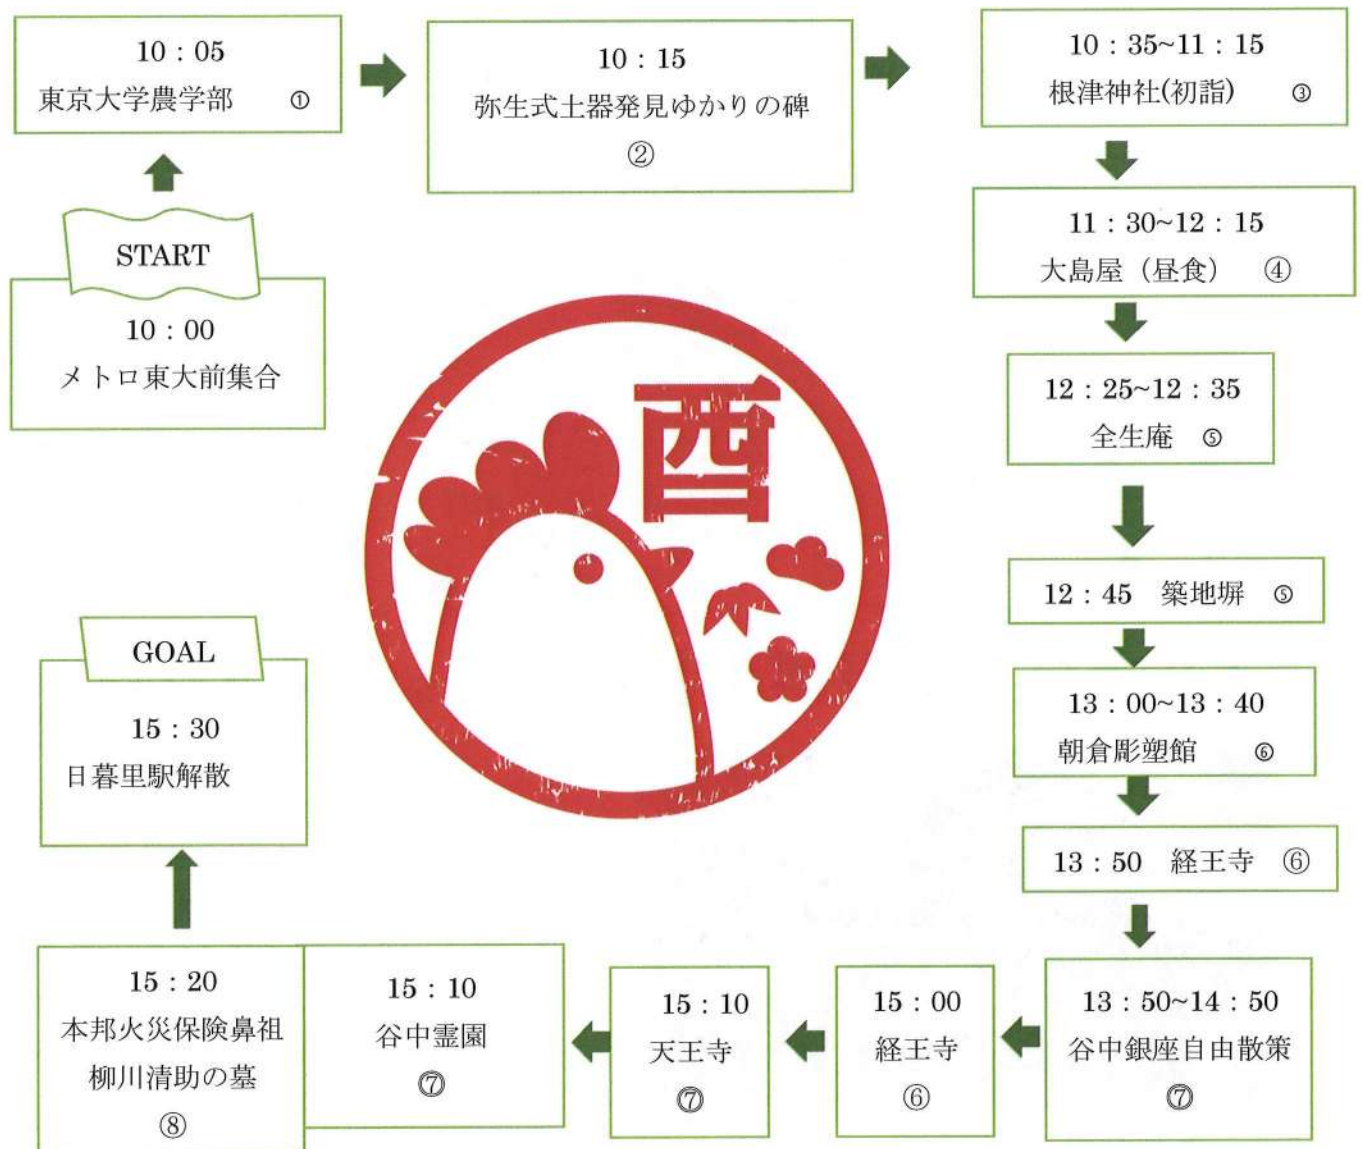 START
10：00
メトロ東大前集合
10：05
東京大学農学部 ①
10：15
弥生式土器発見ゆかりの碑
②
10：35~11：15
根津神社(初詣) ③
11：30~12：15
大島屋（昼食） ④
12：25~12：35
全生庵 ⑤
12：45 築地塀 ⑤
13：00~13：40
朝倉彫塑館 ⑥
13：50 経王寺 ⑥
13：50~14：50
谷中銀座自由散策
⑦
15：00
経王寺
⑥
15：10
天王寺
⑦
15：10
谷中霊園
⑦
15：20
本邦火災保険鼻祖
柳川清助の墓
⑧
GOAL
15：30
日暮里駅解散
酉